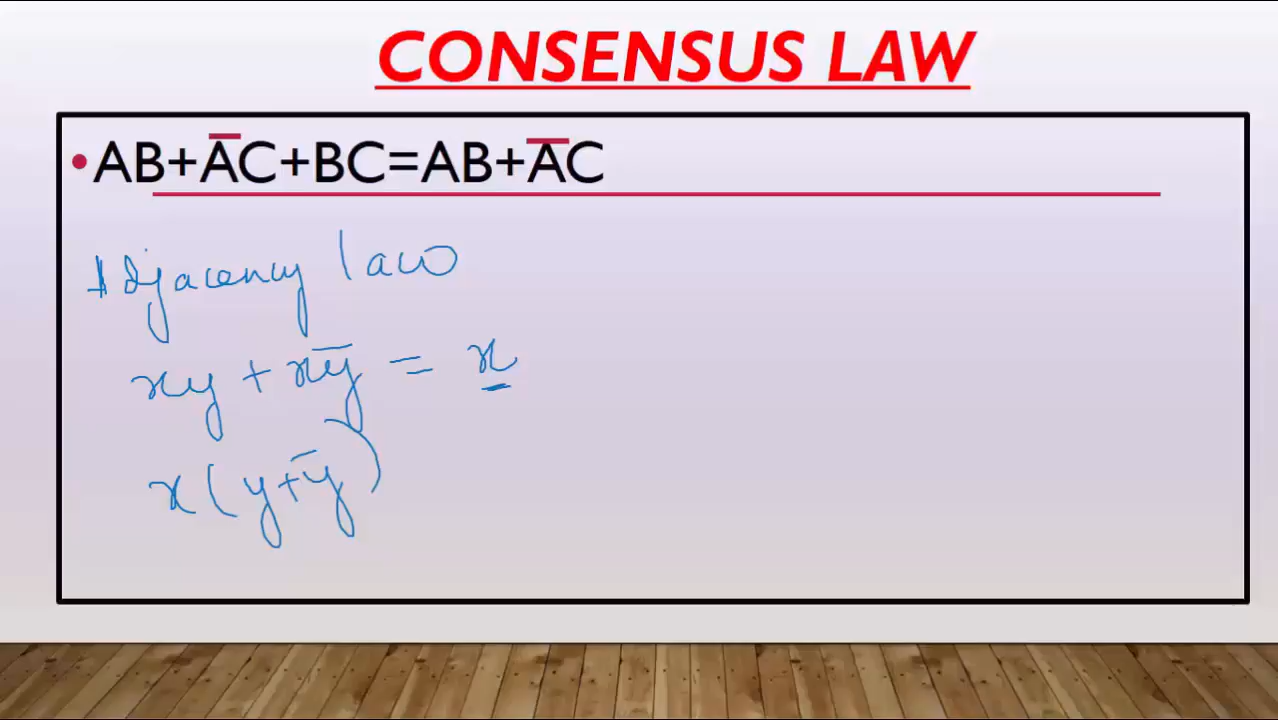 CONSENSUS LAW
•AB+A̅C+BC=AB+A̅C
Adjacency law
xy + xy̅ = x
x(y+y̅)